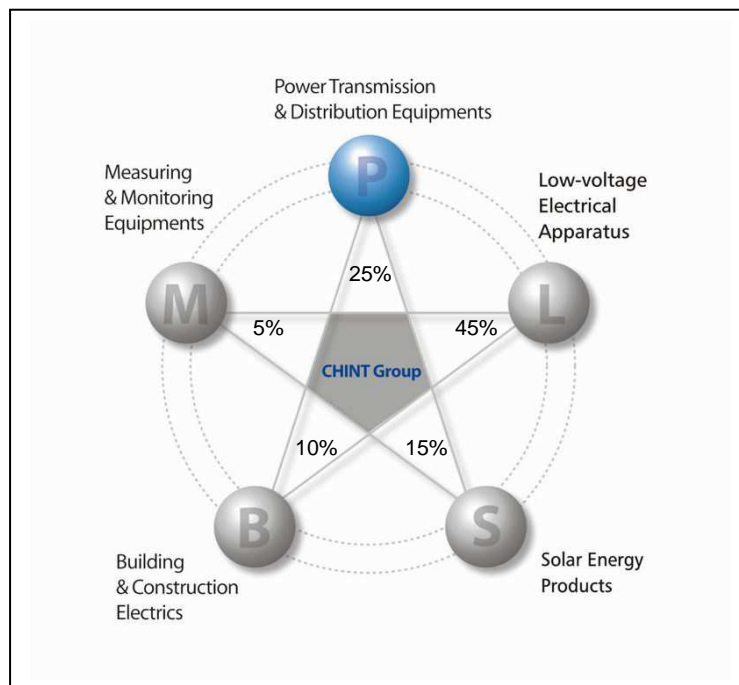 Power Transmission
& Distribution Equipments
P
Measuring
& Monitoring
Equipments
Low-voltage
Electrical
Apparatus
M
L
25%
5%
45%
CHINT Group
10%
15%
B
S
Building
& Construction
Electrics
Solar Energy
Products